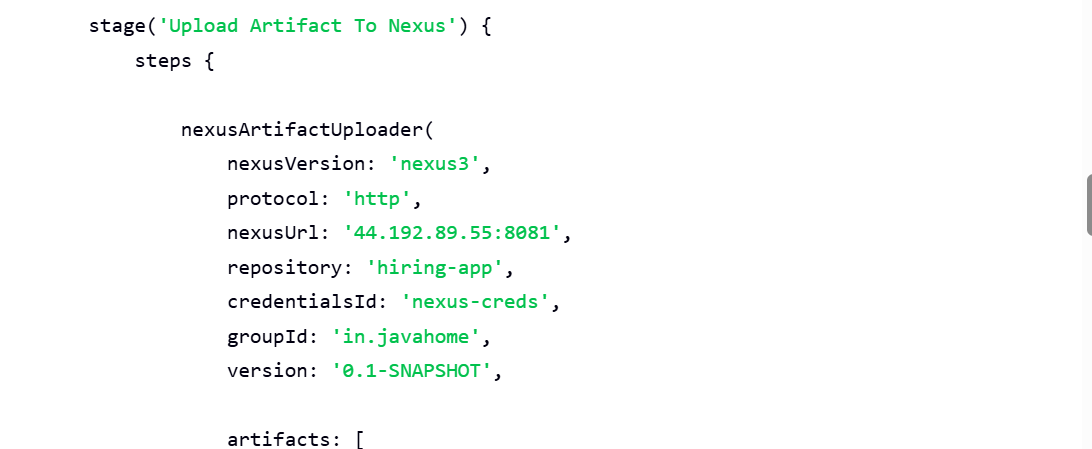 stage('Upload Artifact To Nexus') {
steps {
nexusArtifactUploader(
nexusVersion: 'nexus3',
protocol: 'http',
nexusUrl: '44.192.89.55:8081',
repository: 'hiring-app',
credentialsId: 'nexus-creds',
groupId: 'in.javahome',
version: '0.1-SNAPSHOT',
artifacts: [